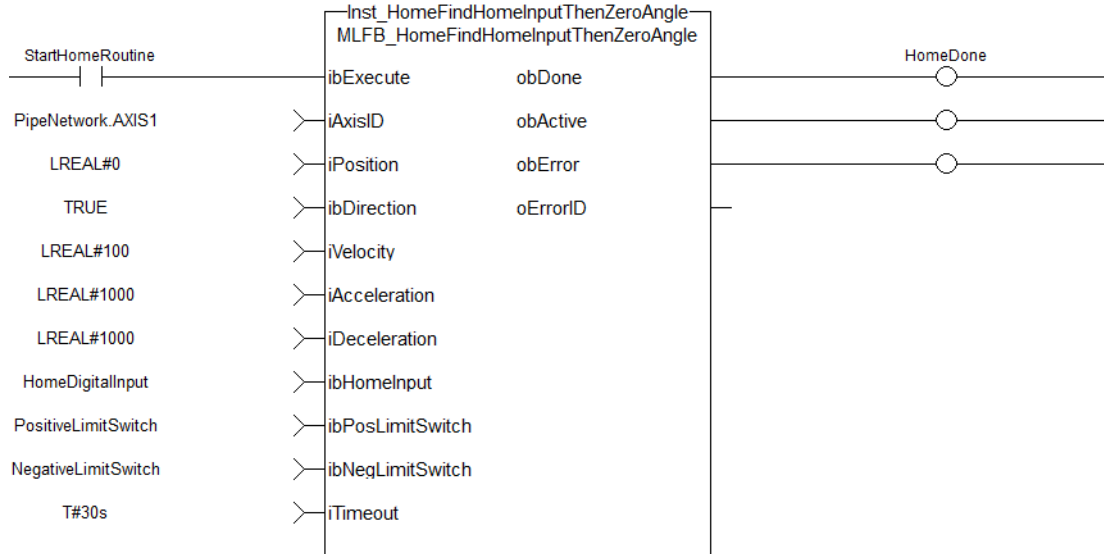 Inst_HomeFindHomeInputThenZeroAngle
MLFB_HomeFindHomeInputThenZeroAngle
StartHomeRoutine ibExecute obDone HomeDone
PipeNetwork.AXIS1 iAxisID obActive
LREAL#0 iPosition obError
TRUE ibDirection oErrorID
LREAL#100 iVelocity
LREAL#1000 iAcceleration
LREAL#1000 iDeceleration
HomeDigitalInput ibHomeInput
PositiveLimitSwitch ibPosLimitSwitch
NegativeLimitSwitch ibNegLimitSwitch
T#30s iTimeout